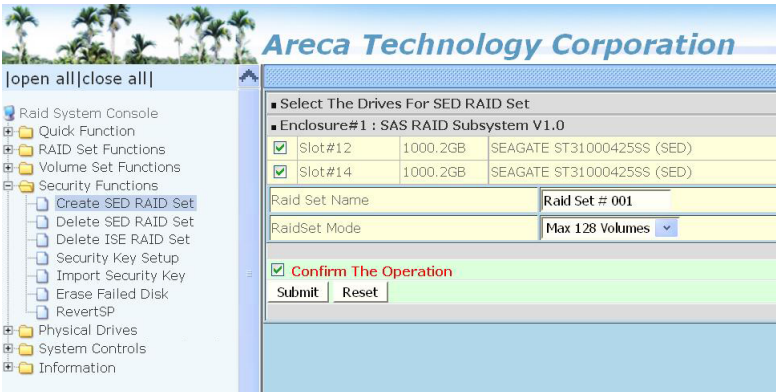 Areca Technology Corporation
|open all|close all|
Raid System Console
Quick Function
RAID Set Functions
Volume Set Functions
Security Functions
Create SED RAID Set
Delete SED RAID Set
Delete ISE RAID Set
Security Key Setup
Import Security Key
Erase Failed Disk
RevertSP
Physical Drives
System Controls
Information
Select The Drives For SED RAID Set
Enclosure#1 : SAS RAID Subsystem V1.0
Slot#12 1000.2GB SEAGATE ST31000425SS (SED)
Slot#14 1000.2GB SEAGATE ST31000425SS (SED)
Raid Set Name Raid Set # 001
RaidSet Mode Max 128 Volumes
Confirm The Operation
Submit Reset